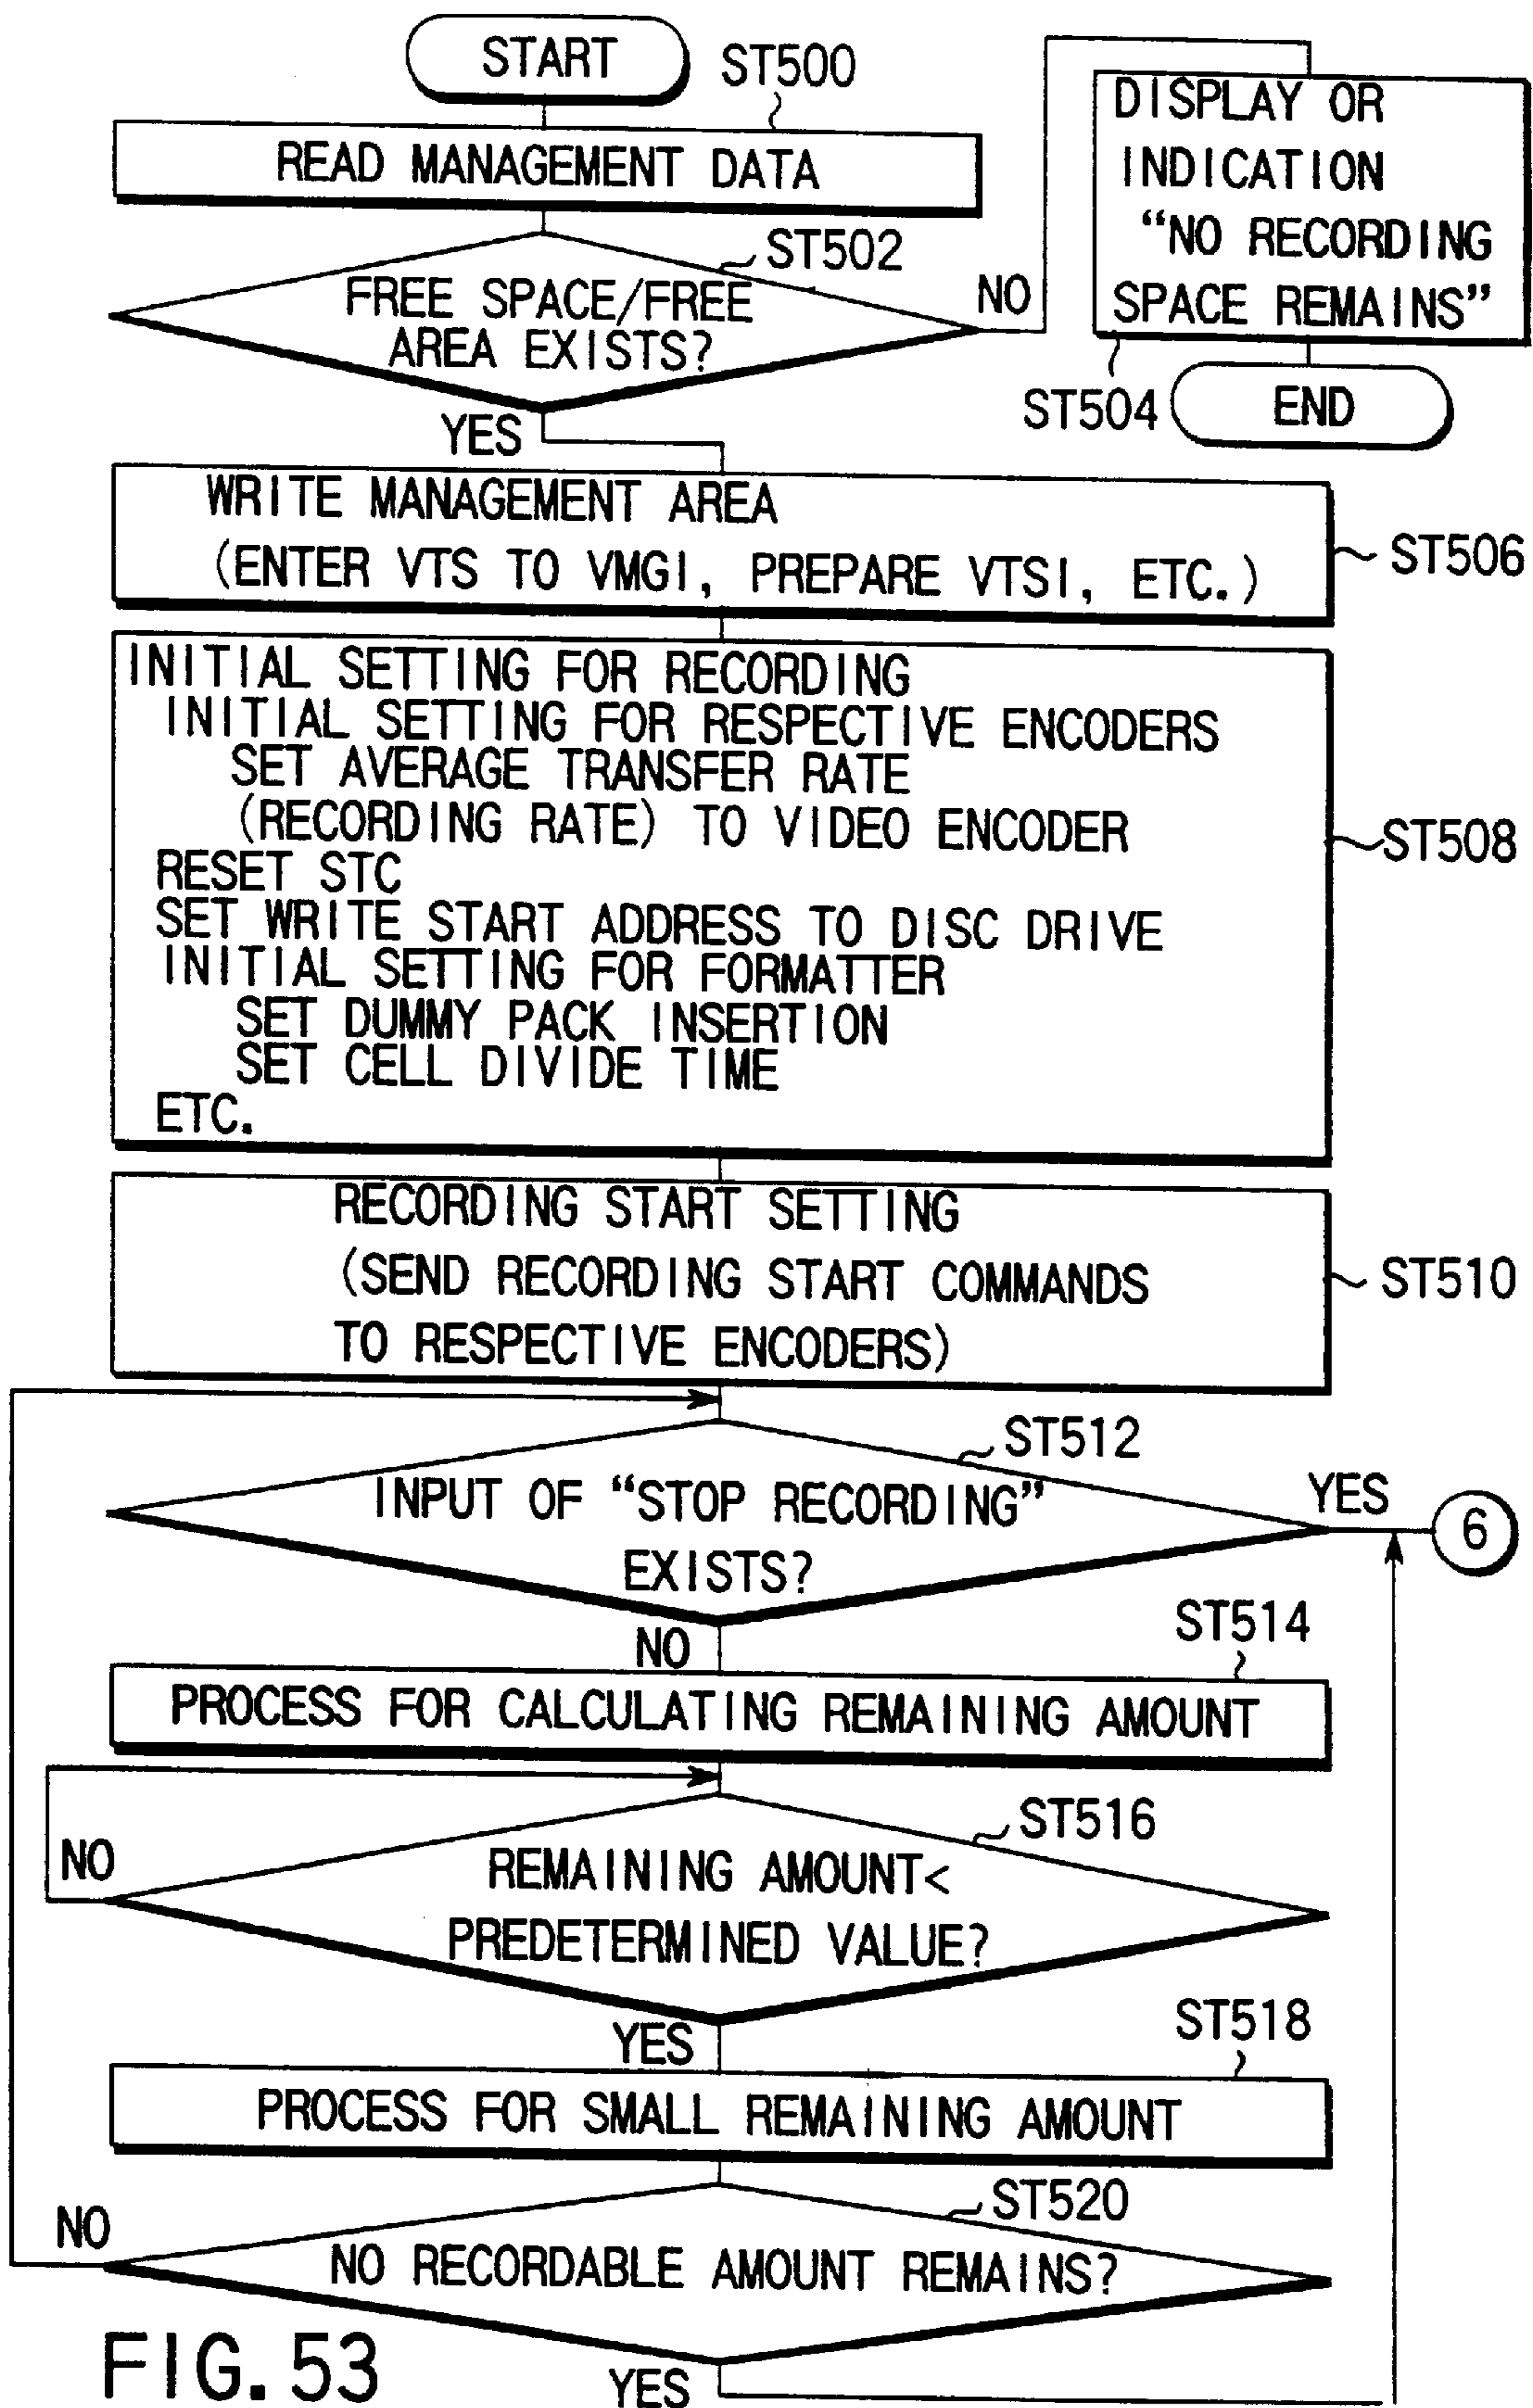 START
ST500
READ MANAGEMENT DATA
ST502
FREE SPACE/FREE
AREA EXISTS?
NO
DISPLAY OR
INDICATION
“NO RECORDING
SPACE REMAINS”
ST504
END
YES
WRITE MANAGEMENT AREA
(ENTER VTS TO VMGI, PREPARE VTSI, ETC.)
ST506
INITIAL SETTING FOR RECORDING
INITIAL SETTING FOR RESPECTIVE ENCODERS
SET AVERAGE TRANSFER RATE
(RECORDING RATE) TO VIDEO ENCODER
RESET STC
SET WRITE START ADDRESS TO DISC DRIVE
INITIAL SETTING FOR FORMATTER
SET DUMMY PACK INSERTION
SET CELL DIVIDE TIME
ETC.
ST508
RECORDING START SETTING
(SEND RECORDING START COMMANDS
TO RESPECTIVE ENCODERS)
ST510
ST512
INPUT OF “STOP RECORDING”
EXISTS?
YES
6
NO
ST514
PROCESS FOR CALCULATING REMAINING AMOUNT
ST516
NO
REMAINING AMOUNT<
PREDETERMINED VALUE?
YES
ST518
PROCESS FOR SMALL REMAINING AMOUNT
ST520
NO
NO RECORDABLE AMOUNT REMAINS?
YES
FIG. 53